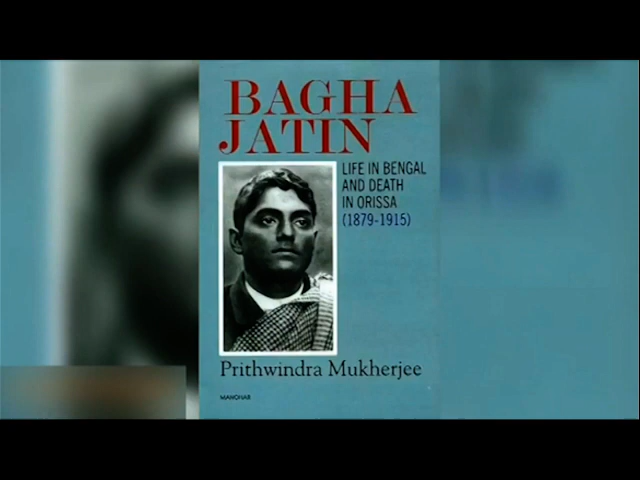 BAGHA
JATIN
LIFE IN BENGAL
AND DEATH
IN ORISSA
(1879-1915)
Prithwindra Mukherjee
MANOHAR